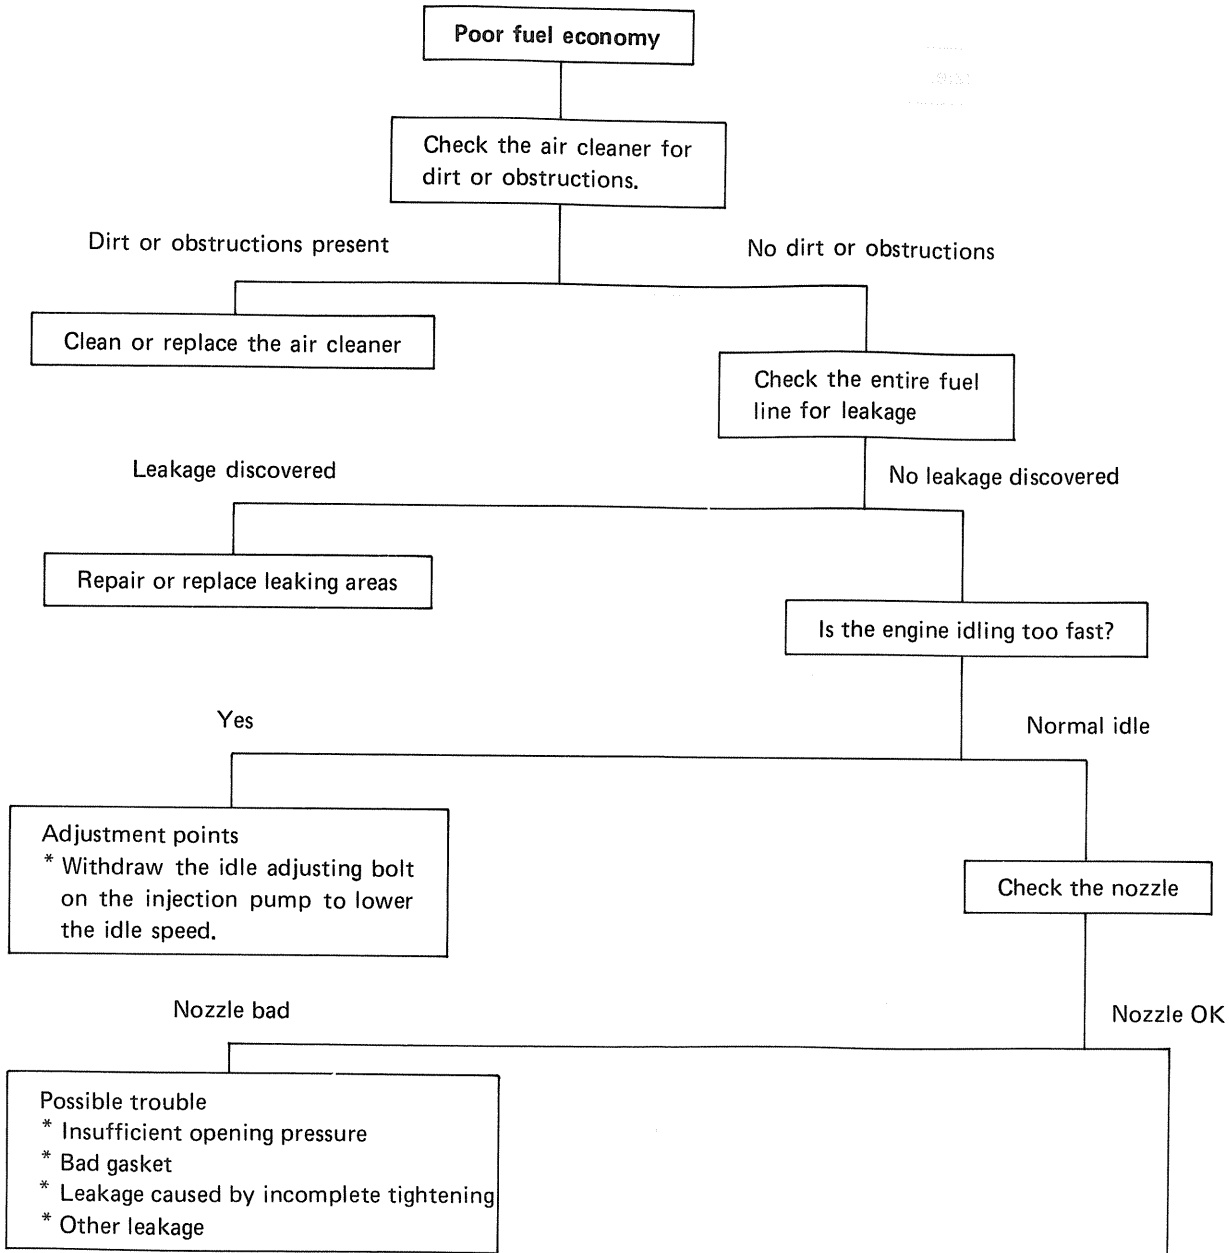 Poor fuel economy
Check the air cleaner for
dirt or obstructions.
Dirt or obstructions present
No dirt or obstructions
Clean or replace the air cleaner
Check the entire fuel
line for leakage
Leakage discovered
No leakage discovered
Repair or replace leaking areas
Is the engine idling too fast?
Yes
Normal idle
Adjustment points
* Withdraw the idle adjusting bolt
on the injection pump to lower
the idle speed.
Check the nozzle
Nozzle bad
Nozzle OK
Possible trouble
* Insufficient opening pressure
* Bad gasket
* Leakage caused by incomplete tightening
* Other leakage